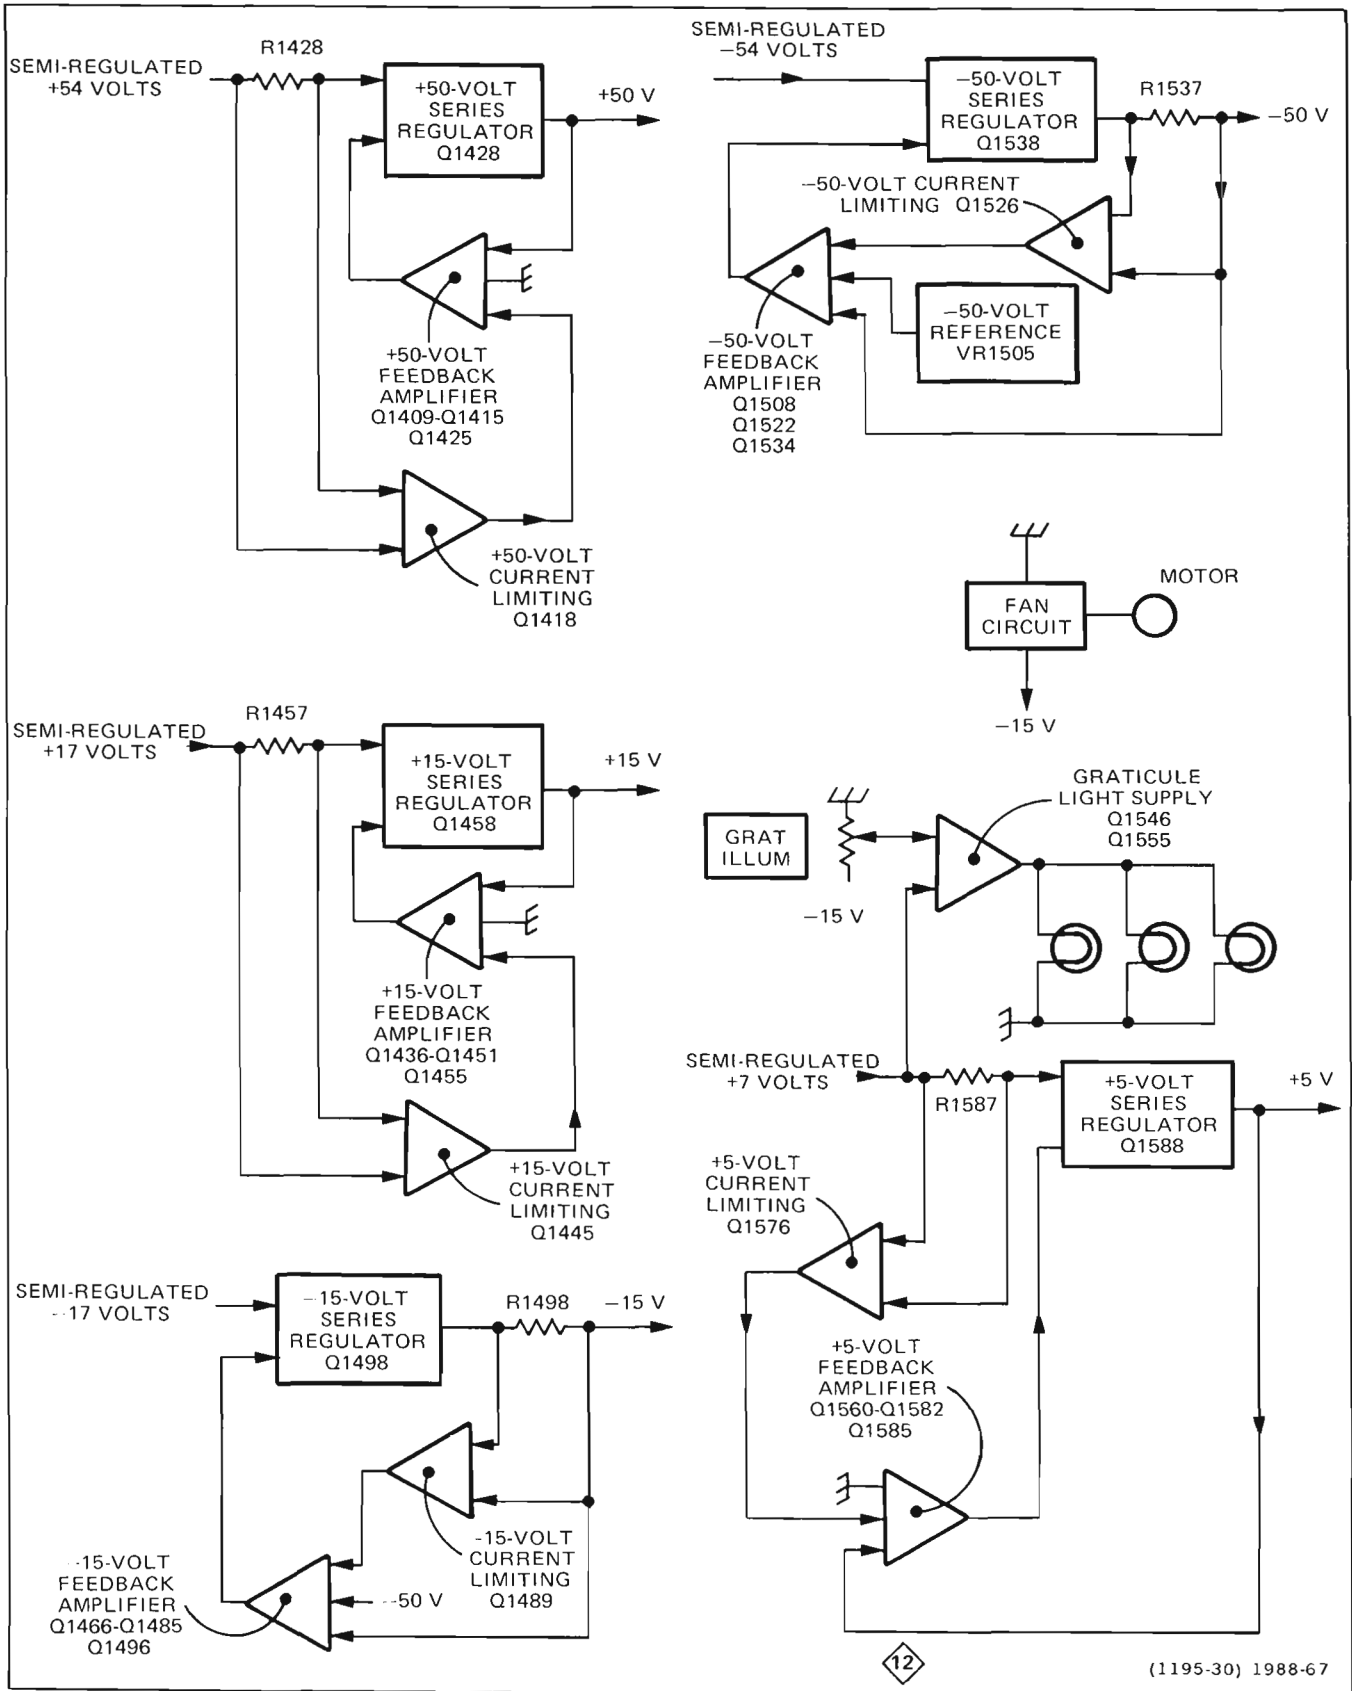 SEMI-REGULATED
+54 VOLTS
R1428
+50-VOLT
SERIES
REGULATOR
Q1428
+50 V
+50-VOLT
FEEDBACK
AMPLIFIER
Q1409-Q1415
Q1425
+50-VOLT
CURRENT
LIMITING
Q1418
SEMI-REGULATED
−54 VOLTS
−50-VOLT
SERIES
REGULATOR
Q1538
R1537
−50 V
−50-VOLT CURRENT
LIMITING Q1526
−50-VOLT
REFERENCE
VR1505
−50-VOLT
FEEDBACK
AMPLIFIER
Q1508
Q1522
Q1534
FAN
CIRCUIT
MOTOR
−15 V
SEMI-REGULATED
+17 VOLTS
R1457
+15-VOLT
SERIES
REGULATOR
Q1458
+15 V
+15-VOLT
FEEDBACK
AMPLIFIER
Q1436-Q1451
Q1455
+15-VOLT
CURRENT
LIMITING
Q1445
GRAT
ILLUM
−15 V
GRATICULE
LIGHT SUPPLY
Q1546
Q1555
SEMI-REGULATED
+7 VOLTS
R1587
+5-VOLT
SERIES
REGULATOR
Q1588
+5 V
+5-VOLT
CURRENT
LIMITING
Q1576
+5-VOLT
FEEDBACK
AMPLIFIER
Q1560-Q1582
Q1585
SEMI-REGULATED
−17 VOLTS
−15-VOLT
SERIES
REGULATOR
Q1498
R1498
−15 V
-15-VOLT
CURRENT
LIMITING
Q1489
−50 V
-15-VOLT
FEEDBACK
AMPLIFIER
Q1466-Q1485
Q1496
12
(1195-30) 1988-67